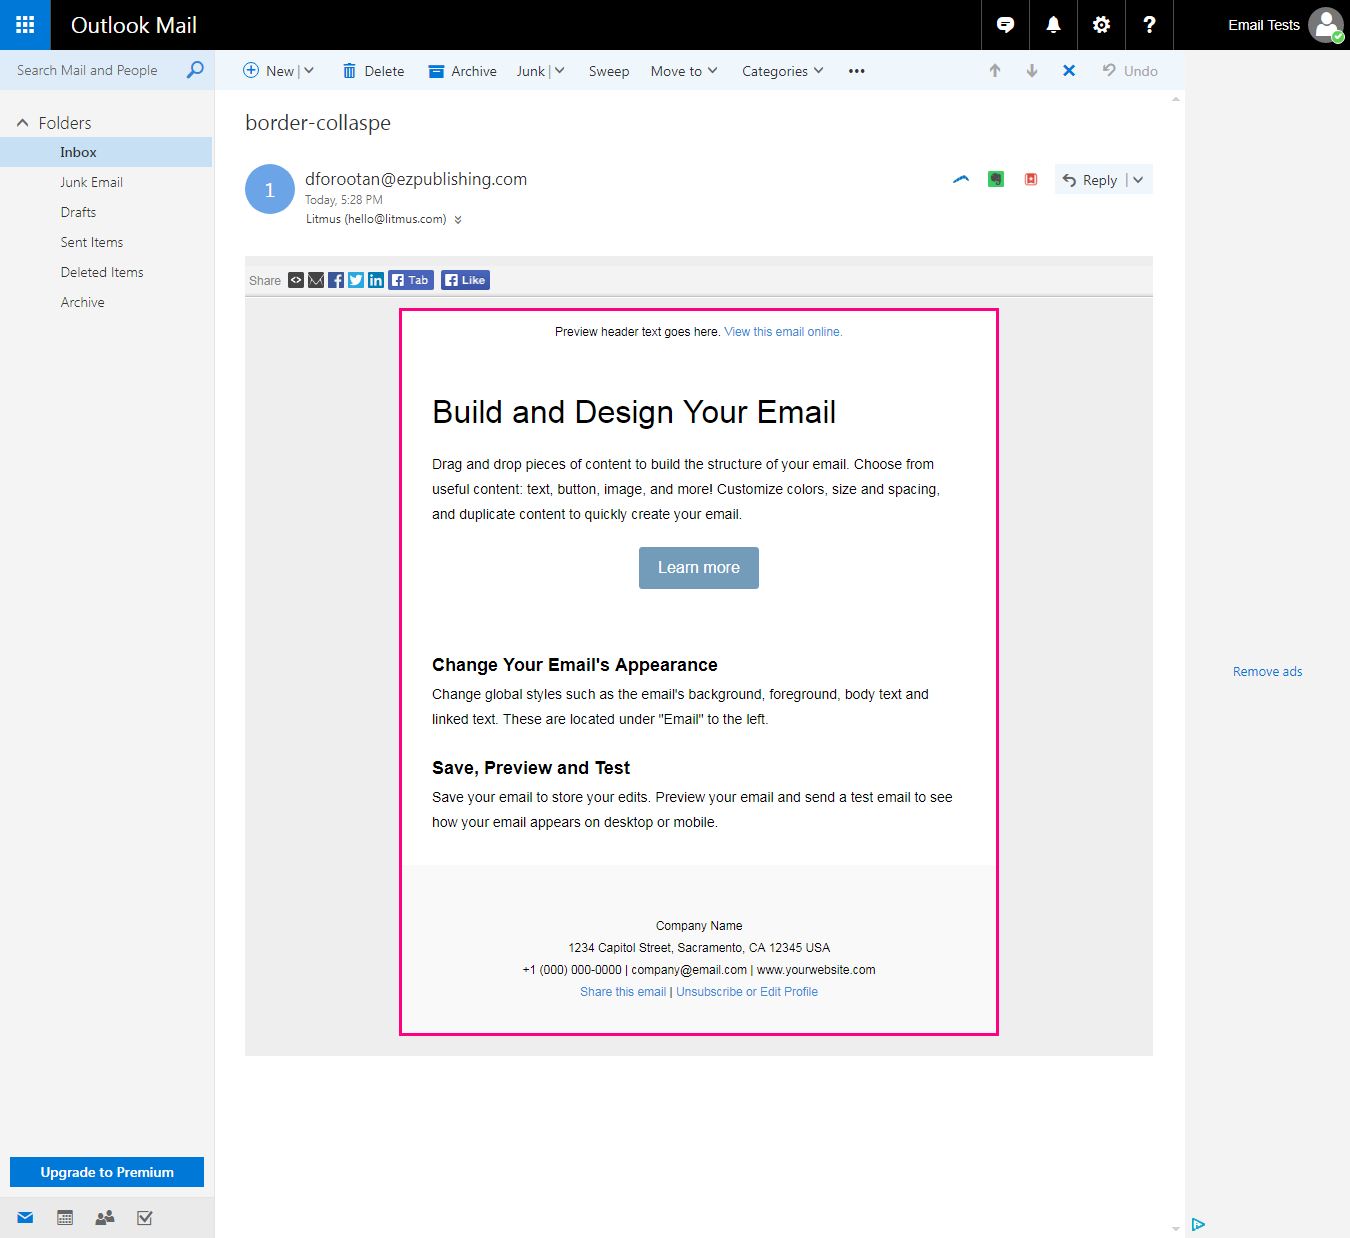 Outlook Mail
Email Tests
Search Mail and People
New
Delete
Archive
Junk
Sweep
Move to
Categories
Undo
Folders
Inbox
Junk Email
Drafts
Sent Items
Deleted Items
Archive
border-collaspe
1
dforootan@ezpublishing.com
Today, 5:28 PM
Litmus (hello@litmus.com)
Reply
Share
Tab
Like
Preview header text goes here. View this email online.
Build and Design Your Email
Drag and drop pieces of content to build the structure of your email. Choose from
useful content: text, button, image, and more! Customize colors, size and spacing,
and duplicate content to quickly create your email.
Learn more
Change Your Email's Appearance
Change global styles such as the email's background, foreground, body text and
linked text. These are located under "Email" to the left.
Save, Preview and Test
Save your email to store your edits. Preview your email and send a test email to see
how your email appears on desktop or mobile.
Company Name
1234 Capitol Street, Sacramento, CA 12345 USA
+1 (000) 000-0000 | company@email.com | www.yourwebsite.com
Share this email | Unsubscribe or Edit Profile
Remove ads
Upgrade to Premium